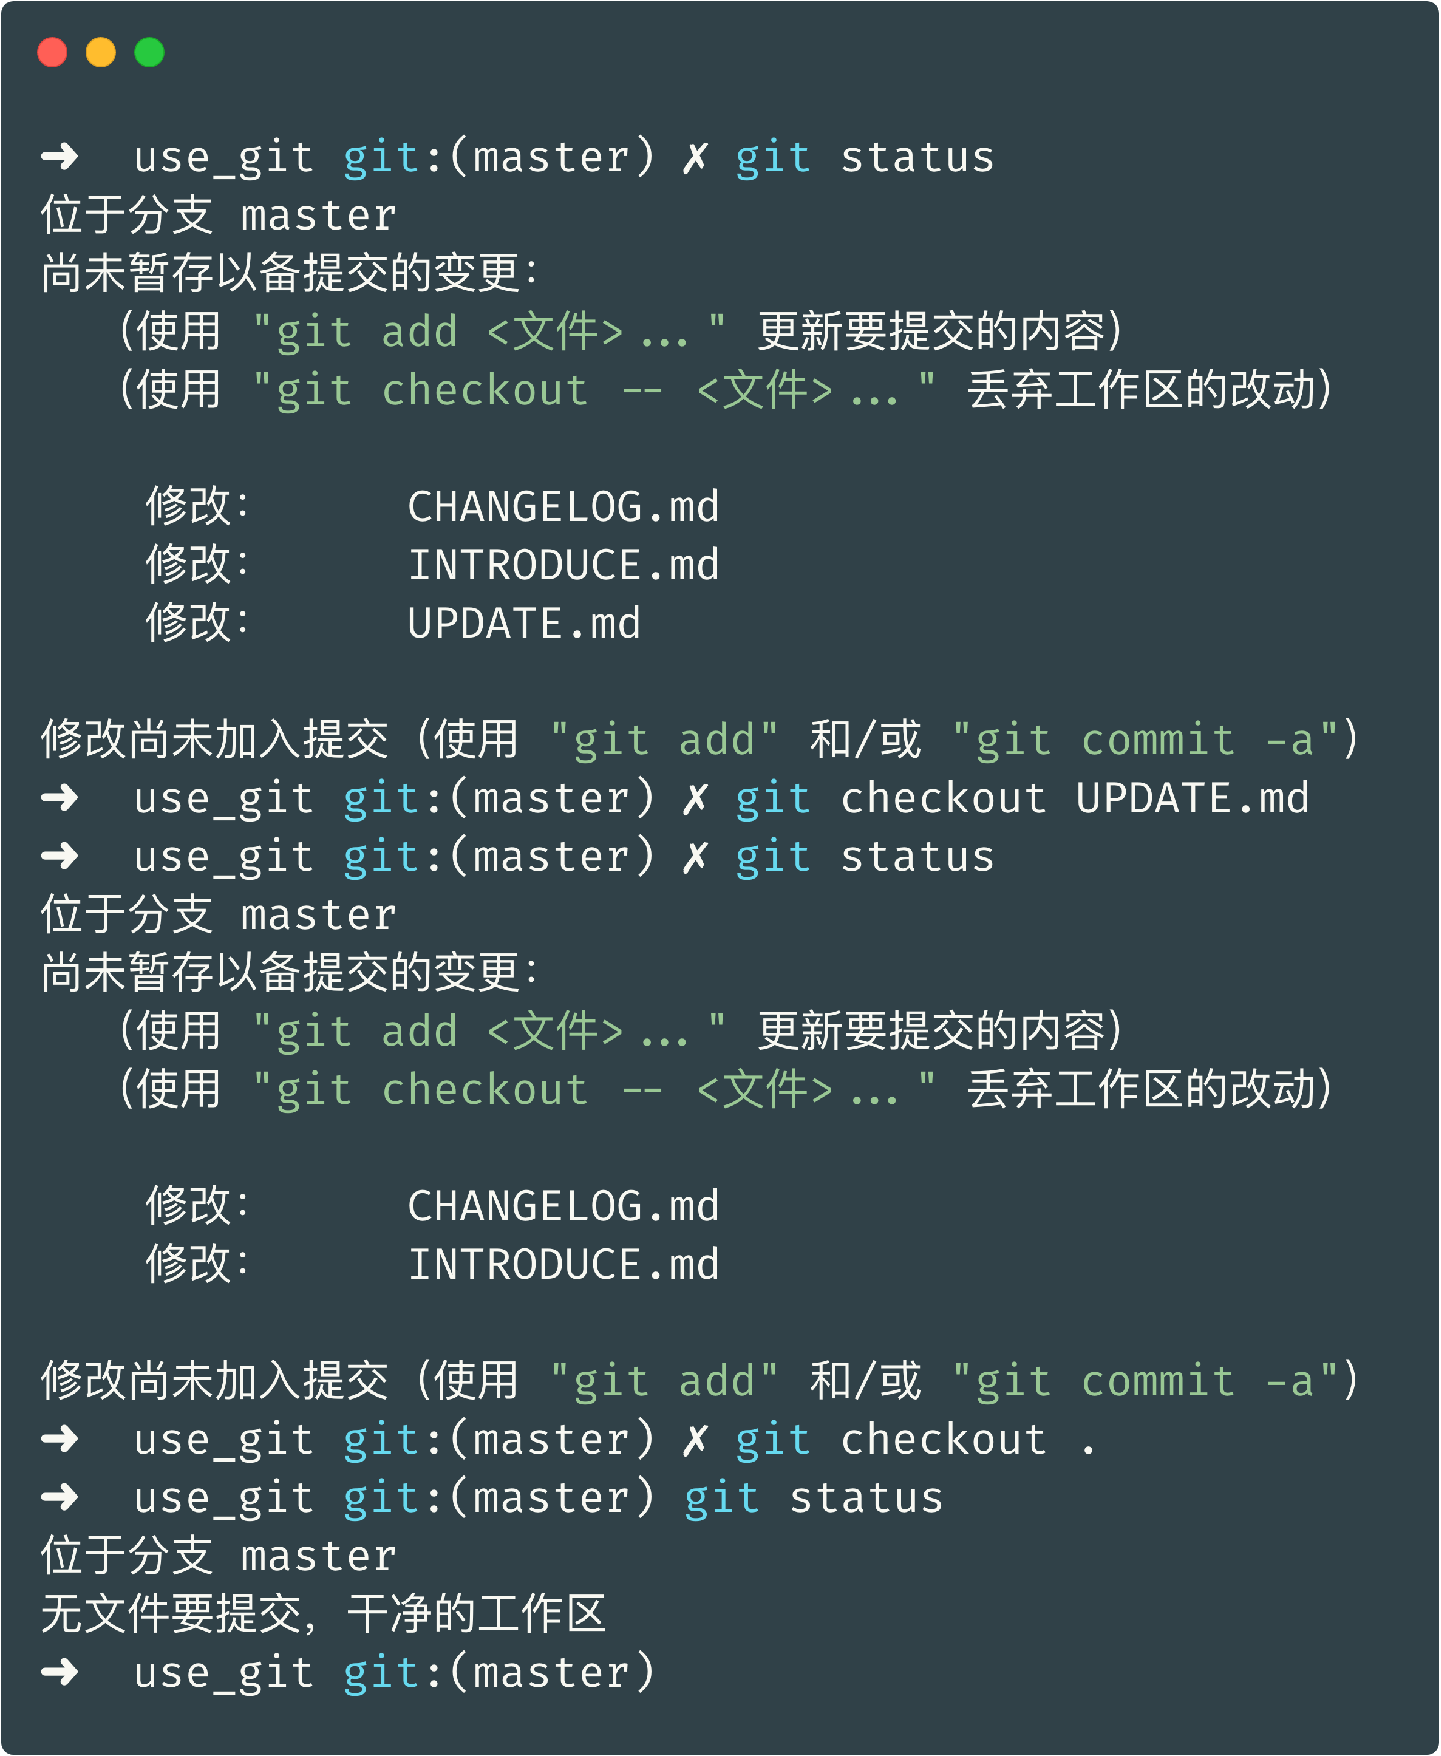 ➜  use_git git:(master) ✗ git status
位于分支 master
尚未暂存以备提交的变更：
  （使用 "git add <文件>..." 更新要提交的内容）
  （使用 "git checkout -- <文件>..." 丢弃工作区的改动）
    修改：     CHANGELOG.md
    修改：     INTRODUCE.md
    修改：     UPDATE.md
修改尚未加入提交（使用 "git add" 和/或 "git commit -a"）
➜  use_git git:(master) ✗ git checkout UPDATE.md
➜  use_git git:(master) ✗ git status
位于分支 master
尚未暂存以备提交的变更：
  （使用 "git add <文件>..." 更新要提交的内容）
  （使用 "git checkout -- <文件>..." 丢弃工作区的改动）
    修改：     CHANGELOG.md
    修改：     INTRODUCE.md
修改尚未加入提交（使用 "git add" 和/或 "git commit -a"）
➜  use_git git:(master) ✗ git checkout .
➜  use_git git:(master) git status
位于分支 master
无文件要提交，干净的工作区
➜  use_git git:(master)